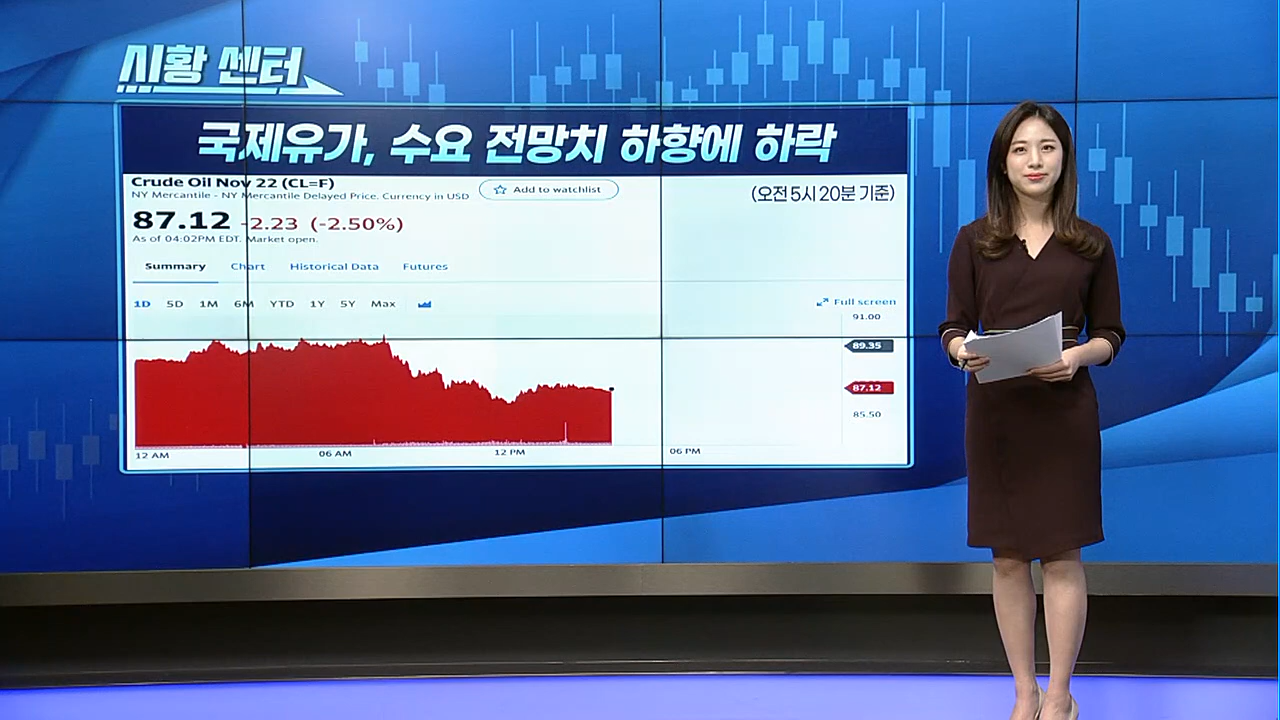 시황 센터
국제유가, 수요 전망치 하향에 하락
Crude Oil Nov 22 (CL=F)
NY Mercantile - NY Mercantile Delayed Price. Currency in USD
Add to watchlist
(오전 5시 20분 기준)
87.12 -2.23 (-2.50%)
As of 04:02PM EDT. Market open.
Summary Chart Historical Data Futures
1D 5D 1M 6M YTD 1Y 5Y Max
Full screen
91.00
89.35
87.12
85.50
12 AM 06 AM 12 PM 06 PM